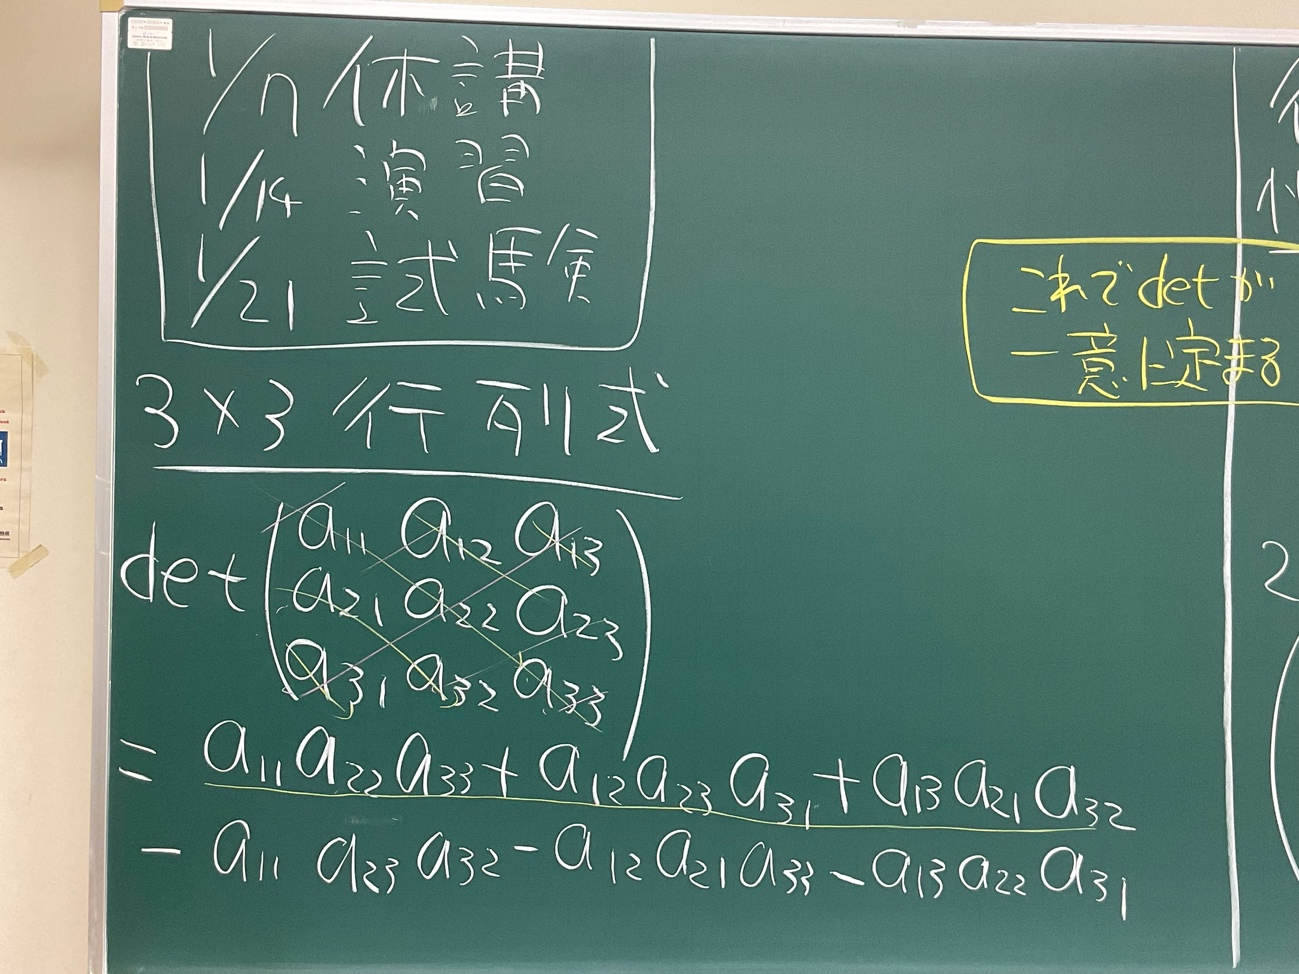 1/7 休講
1/14 演習
1/21 試験
3×3 行列式
det(a₁₁ a₁₂ a₁₃
a₂₁ a₂₂ a₂₃
a₃₁ a₃₂ a₃₃)
= a₁₁a₂₂a₃₃+a₁₂a₂₃a₃₁+a₁₃a₂₁a₃₂
-a₁₁a₂₃a₃₂-a₁₂a₂₁a₃₃-a₁₃a₂₂a₃₁
これでdetが
一意に定まる
2